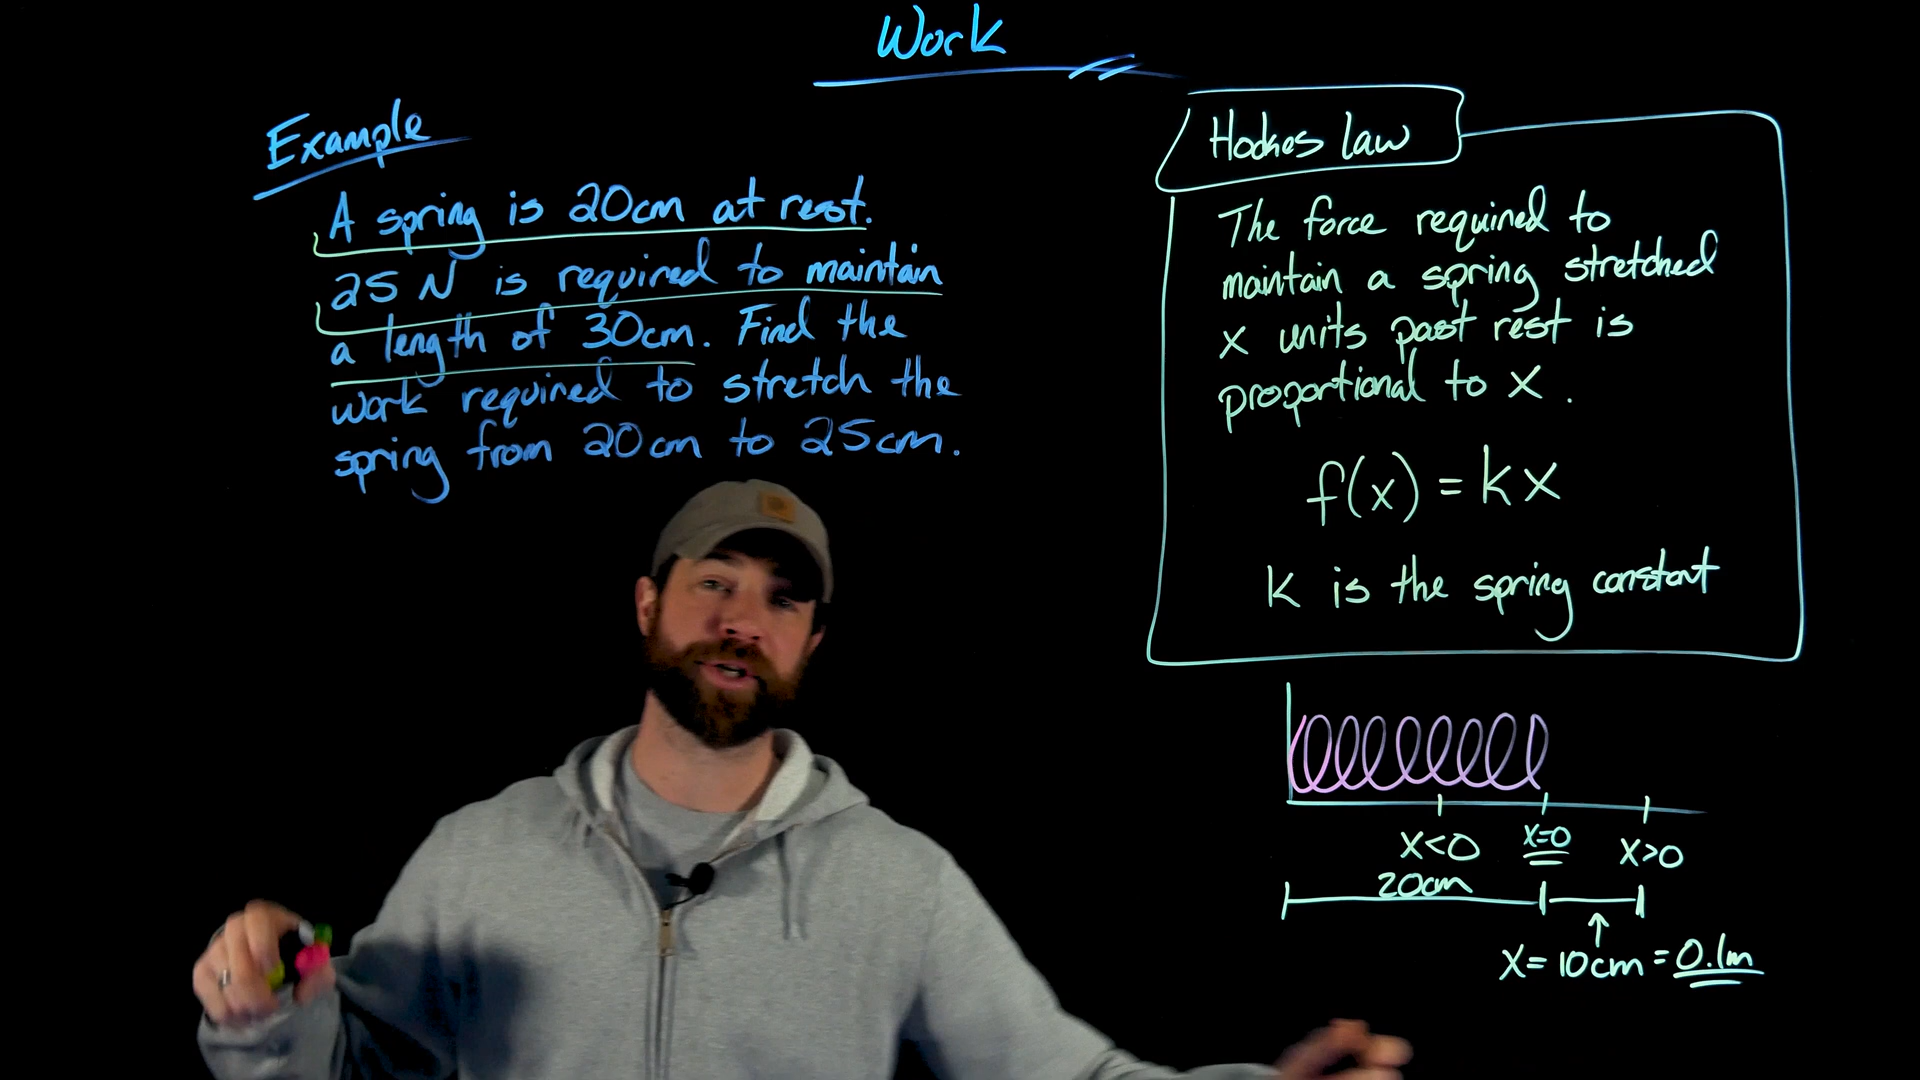 Work
Example
A spring is 20cm at rest.
25 N is required to maintain
a length of 30cm. Find the
work required to stretch the
spring from 20cm to 25cm.
Hookes law
The force required to
maintain a spring stretched
x units past rest is
proportional to x.
f(x) = kx
k is the spring constant
x<0 x=0 x>0
20cm
x= 10cm = 0.1m